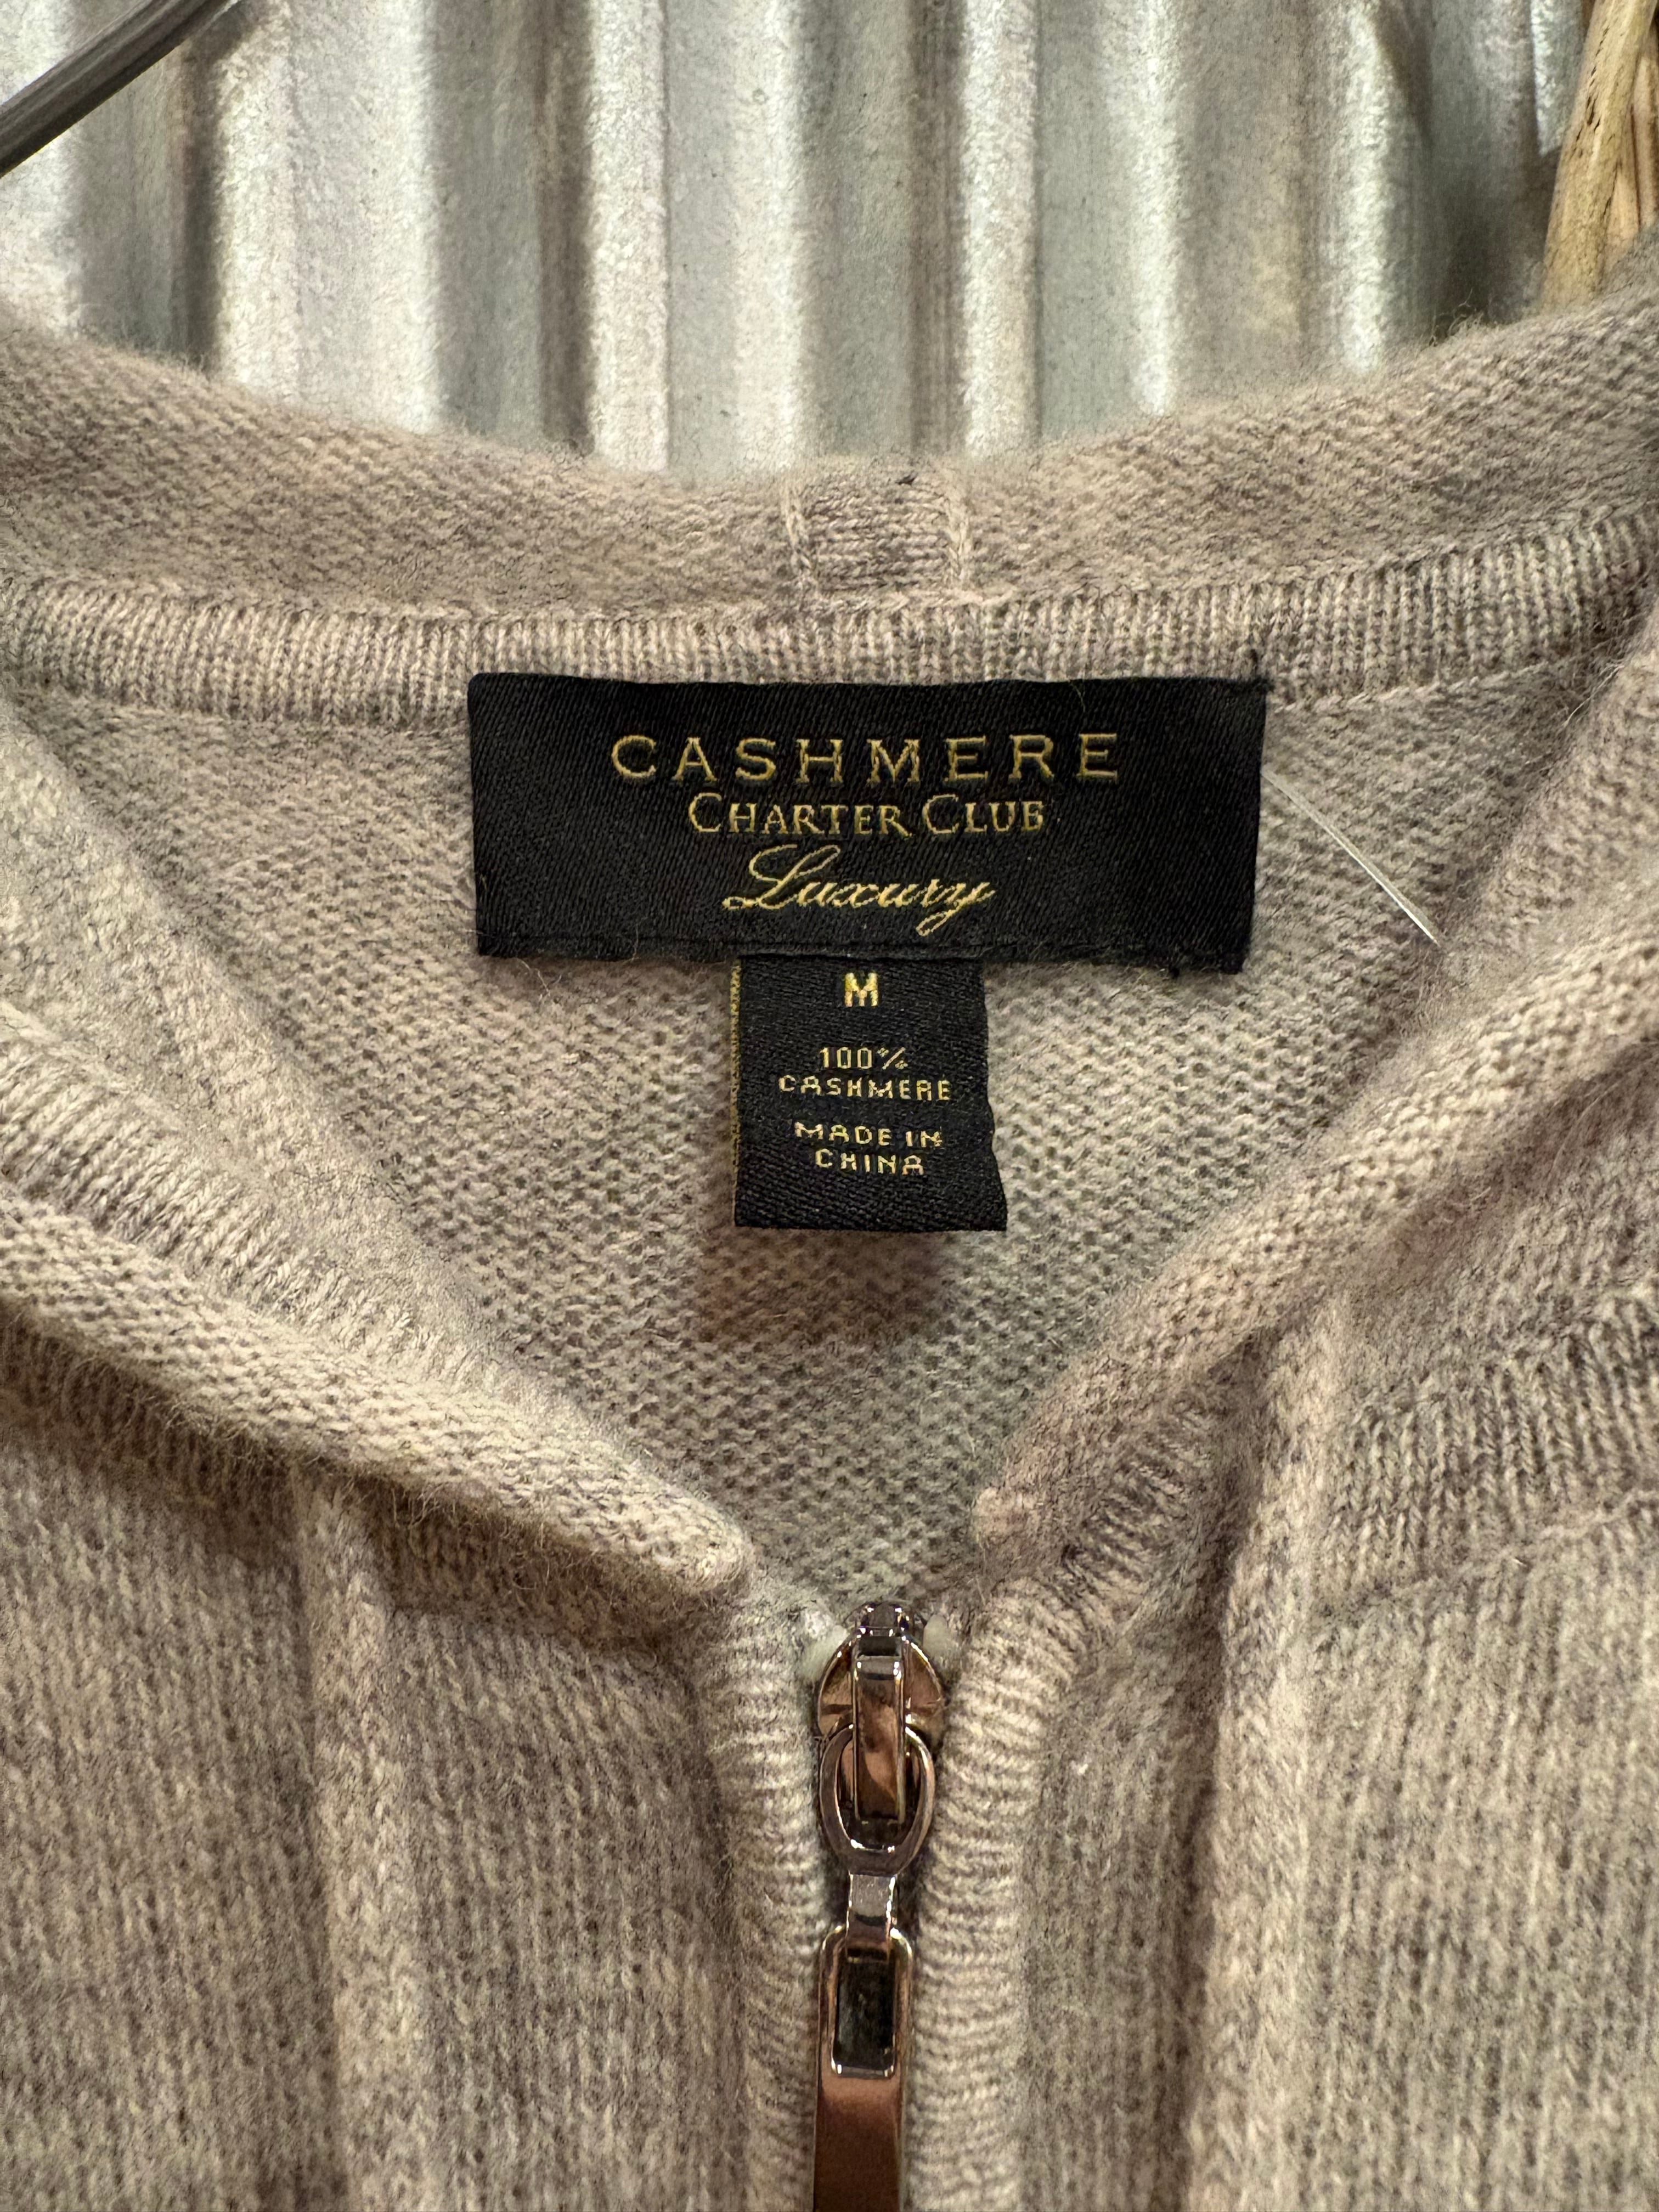 CASHMERE
CHARTER CLUB
Luxury
M
100%
CASHMERE
MADE IN
CHINA